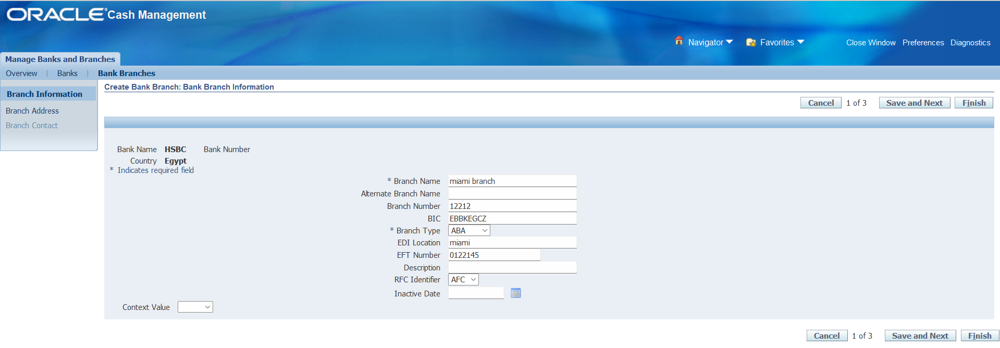 ORACLE® Cash Management
Navigator Favorites Close Window Preferences Diagnostics
Manage Banks and Branches
Overview | Banks | Bank Branches
Branch Information
Branch Address
Branch Contact
Create Bank Branch: Bank Branch Information
Cancel 1 of 3 Save and Next Finish
Bank Name HSBC Bank Number
Country Egypt
* Indicates required field
* Branch Name miami branch
Alternate Branch Name
Branch Number 12212
BIC EBBKEGCZ
* Branch Type ABA
EDI Location miami
EFT Number 0122145
Description
RFC Identifier AFC
Inactive Date
Context Value
Cancel 1 of 3 Save and Next Finish